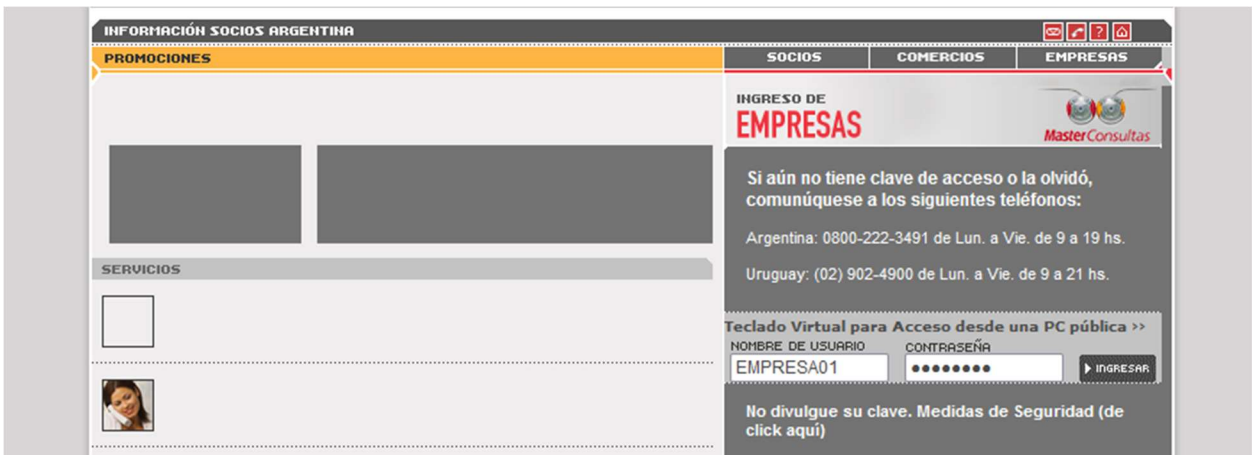 INFORMACIÓN SOCIOS ARGENTINA
PROMOCIONES
SOCIOS
COMERCIOS
EMPRESAS
INGRESO DE
EMPRESAS
MasterConsultas
Si aún no tiene clave de acceso o la olvidó,
comuníquese a los siguientes teléfonos:
Argentina: 0800-222-3491 de Lun. a Vie. de 9 a 19 hs.
Uruguay: (02) 902-4900 de Lun. a Vie. de 9 a 21 hs.
SERVICIOS
Teclado Virtual para Acceso desde una PC pública >>
NOMBRE DE USUARIO
CONTRASEÑA
EMPRESA01
●●●●●●●●
INGRESAR
No divulgue su clave. Medidas de Seguridad (de
click aquí)